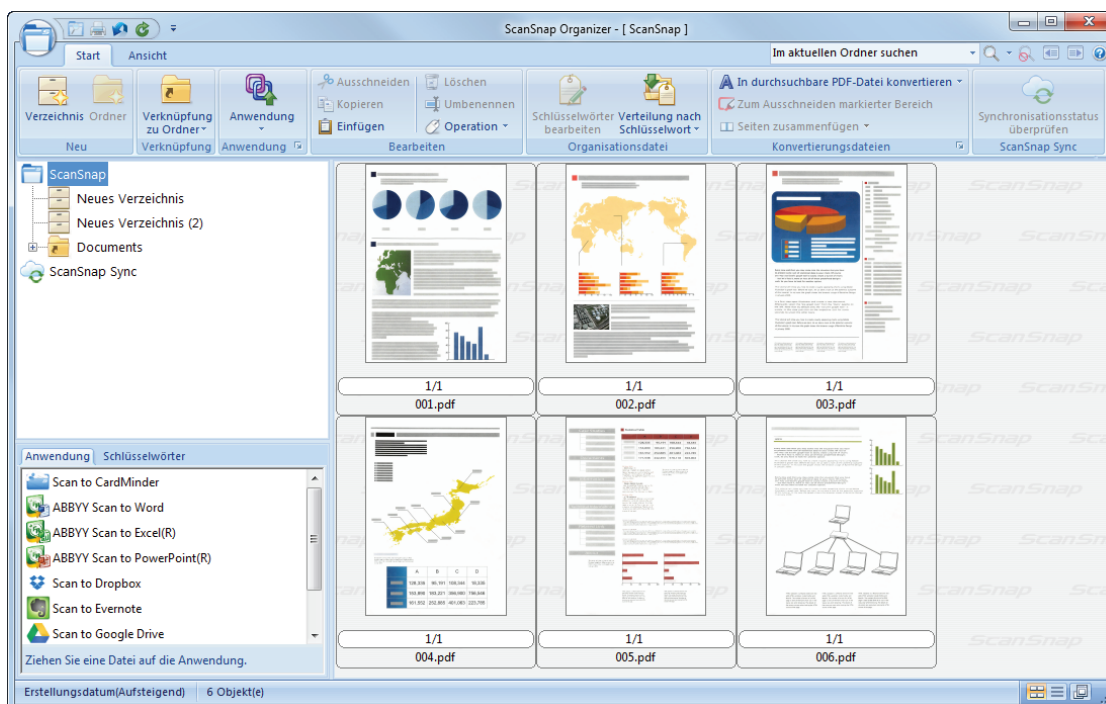 ScanSnap Organizer - [ ScanSnap ]
Start Ansicht
Im aktuellen Ordner suchen
Verzeichnis Ordner
Neu
Verknüpfung
zu Ordner
Verknüpfung
Anwendung
Anwendung
Ausschneiden
Kopieren
Einfügen
Löschen
Umbenennen
Operation
Bearbeiten
Schlüsselwörter
bearbeiten
Verteilung nach
Schlüsselwort
Organisationsdatei
In durchsuchbare PDF-Datei konvertieren
Zum Ausschneiden markierter Bereich
Seiten zusammenfügen
Konvertierungsdateien
Synchronisationsstatus
überprüfen
ScanSnap Sync
ScanSnap
Neues Verzeichnis
Neues Verzeichnis (2)
Documents
ScanSnap Sync
Anwendung Schlüsselwörter
Scan to CardMinder
ABBYY Scan to Word
ABBYY Scan to Excel(R)
ABBYY Scan to PowerPoint(R)
Scan to Dropbox
Scan to Evernote
Scan to Google Drive
Ziehen Sie eine Datei auf die Anwendung.
1/1 1/1 1/1
001.pdf 002.pdf 003.pdf
A B C D
1/1 1/1 1/1
004.pdf 005.pdf 006.pdf
Erstellungsdatum(Aufsteigend) 6 Objekt(e)